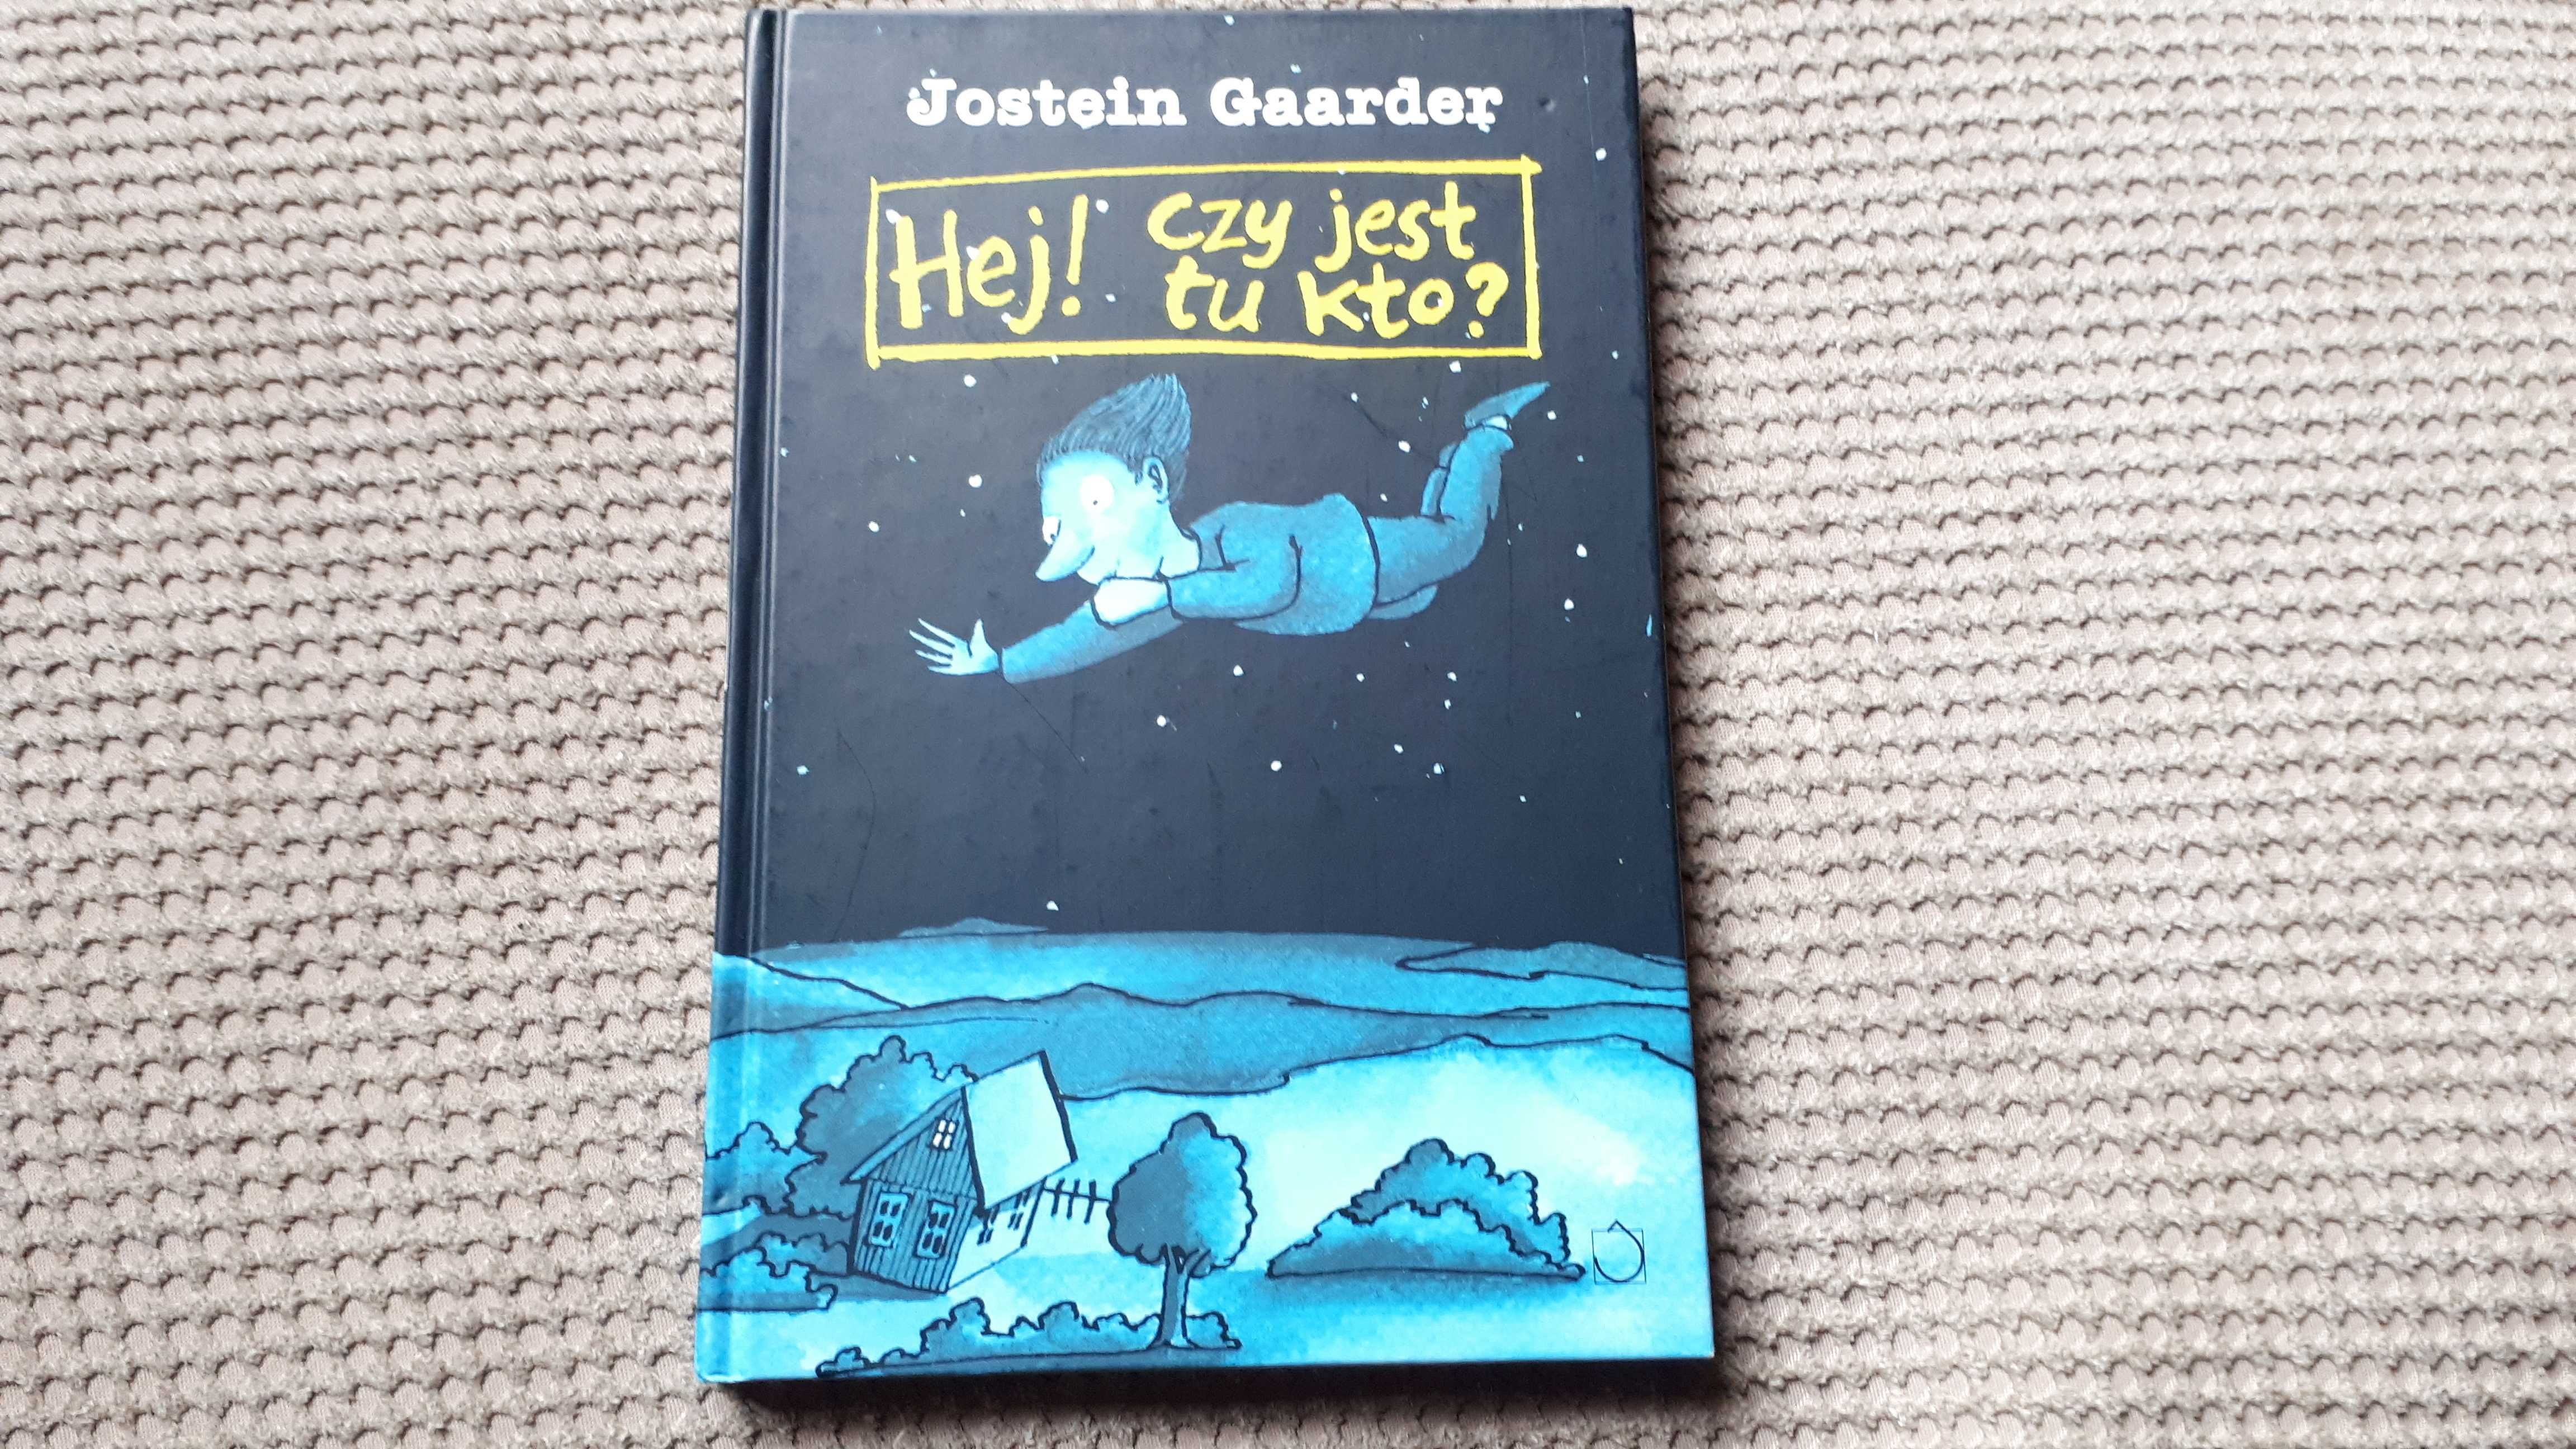 Jostein Gaarder
Hej! czy jest
tu kto?